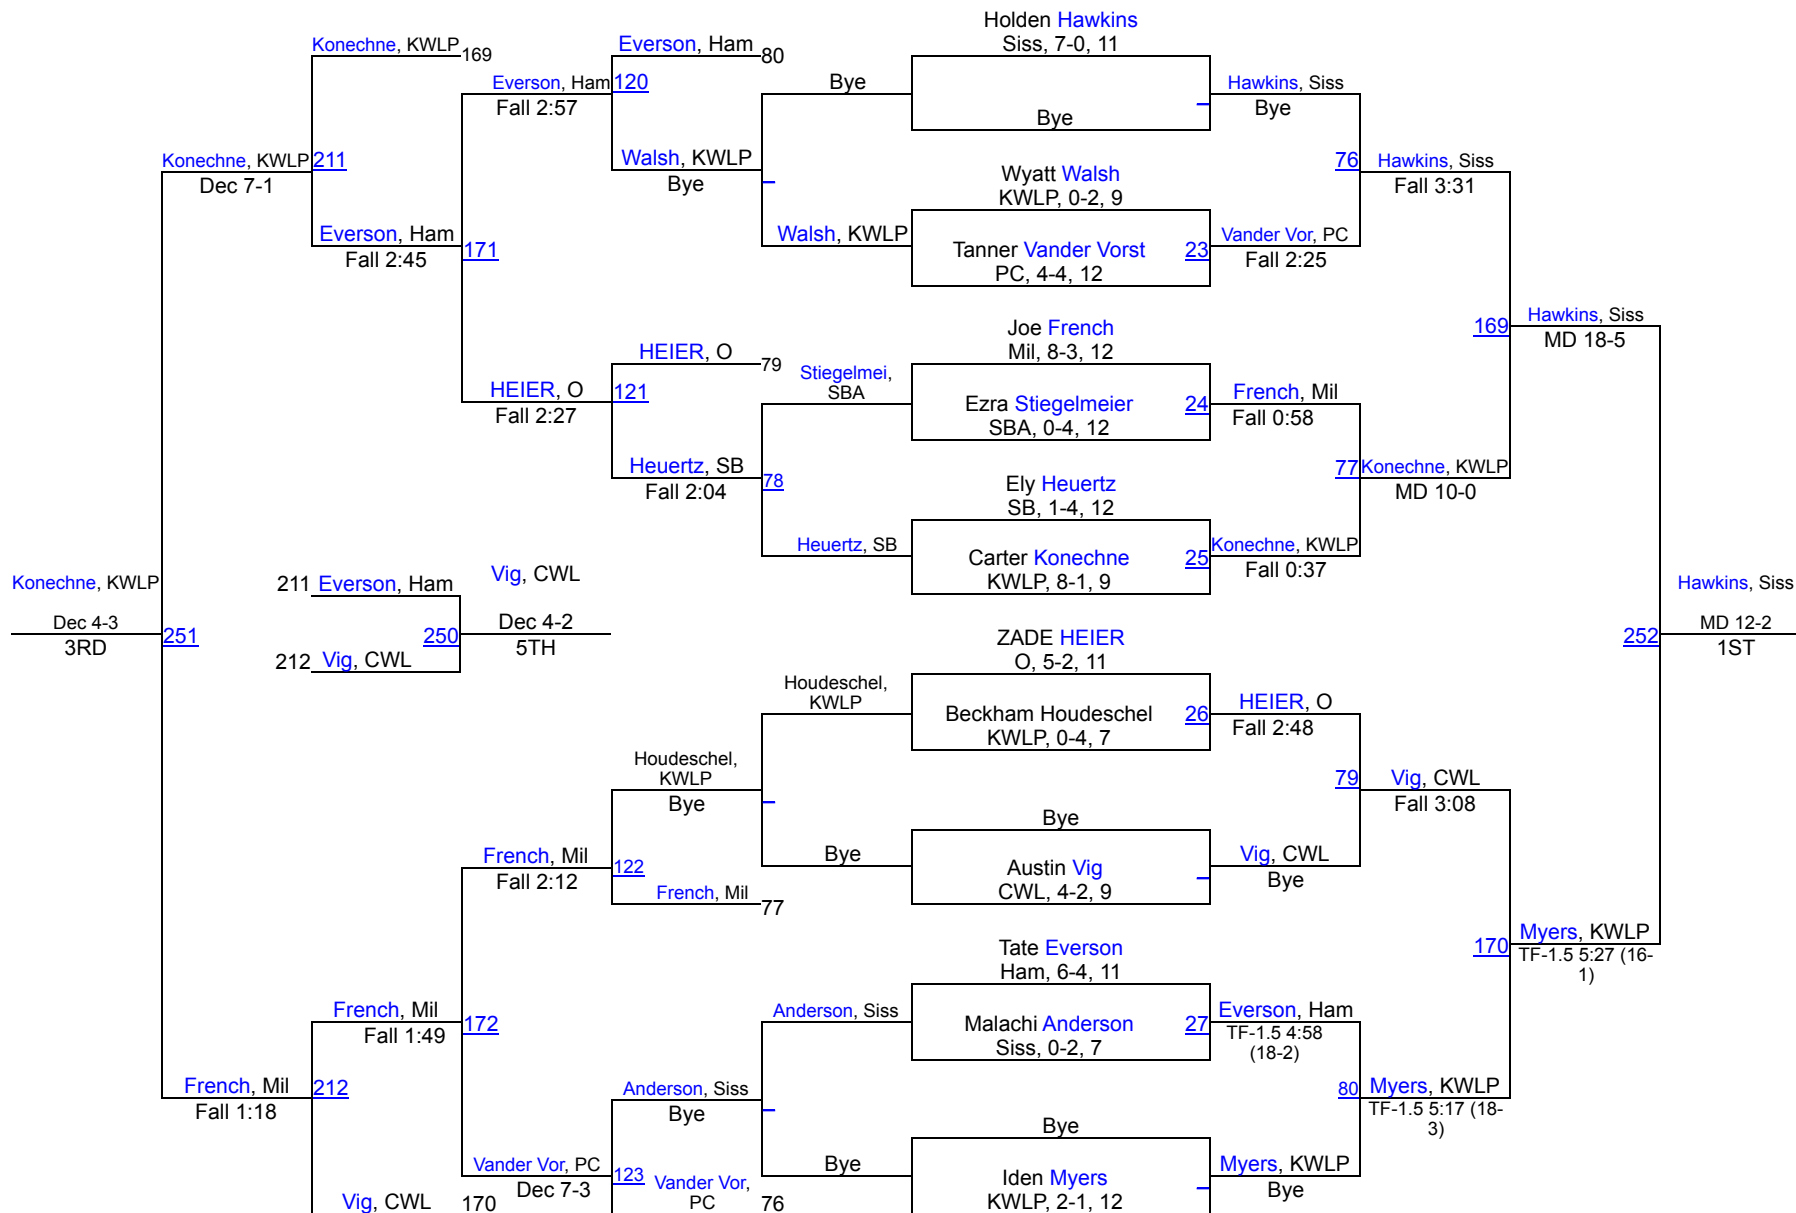 Holden Hawkins
Siss, 7-0, 11
Konechne, KWLP
169
Everson, Ham
80
Everson, Ham
120
Fall 2:57
Bye
Hawkins, Siss
Bye
Bye
Konechne, KWLP
211
Dec 7-1
Walsh, KWLP
Bye
Wyatt Walsh
KWLP, 0-2, 9
76
Hawkins, Siss
Fall 3:31
Everson, Ham
Fall 2:45
171
Walsh, KWLP
Tanner Vander Vorst
PC, 4-4, 12
23
Vander Vor, PC
Fall 2:25
Joe French
Mil, 8-3, 12
169
Hawkins, Siss
MD 18-5
HEIER, O
79
HEIER, O
121
Fall 2:27
Stiegelmei,
SBA
Ezra Stiegelmeier
SBA, 0-4, 12
24
French, Mil
Fall 0:58
Heuertz, SB
Fall 2:04
78
Ely Heuertz
SB, 1-4, 12
77
Konechne, KWLP
MD 10-0
Heuertz, SB
Carter Konechne
KWLP, 8-1, 9
25
Konechne, KWLP
Fall 0:37
Konechne, KWLP
Dec 4-3
3RD
251
211
Everson, Ham
212
Vig, CWL
250
Vig, CWL
Dec 4-2
5TH
Hawkins, Siss
252
MD 12-2
1ST
ZADE HEIER
O, 5-2, 11
Houdeschel,
KWLP
Beckham Houdeschel
KWLP, 0-4, 7
26
HEIER, O
Fall 2:48
Houdeschel,
KWLP
Bye
79
Vig, CWL
Fall 3:08
Bye
Bye
Austin Vig
CWL, 4-2, 9
Vig, CWL
Bye
French, Mil
Fall 2:12
122
French, Mil
77
Tate Everson
Ham, 6-4, 11
170
Myers, KWLP
TF-1.5 5:27 (16-
1)
French, Mil
Fall 1:49
172
Anderson, Siss
Malachi Anderson
Siss, 0-2, 7
27
Everson, Ham
TF-1.5 4:58
(18-2)
French, Mil
Fall 1:18
212
Anderson, Siss
Bye
80
Myers, KWLP
TF-1.5 5:17 (18-
3)
Bye
Vander Vor, PC
Dec 7-3
123
Vander Vor,
PC
76
Bye
Iden Myers
KWLP, 2-1, 12
Myers, KWLP
Bye
Vig, CWL
170